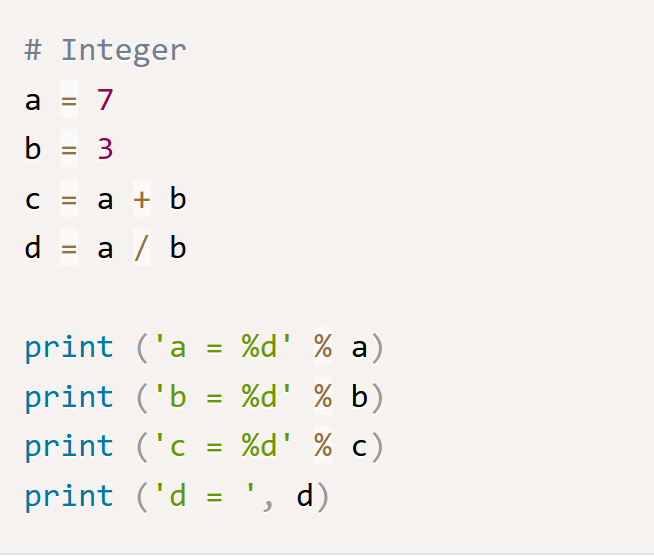 # Integer
a = 7
b = 3
c = a + b
d = a / b
print ('a = %d' % a)
print ('b = %d' % b)
print ('c = %d' % c)
print ('d = ', d)